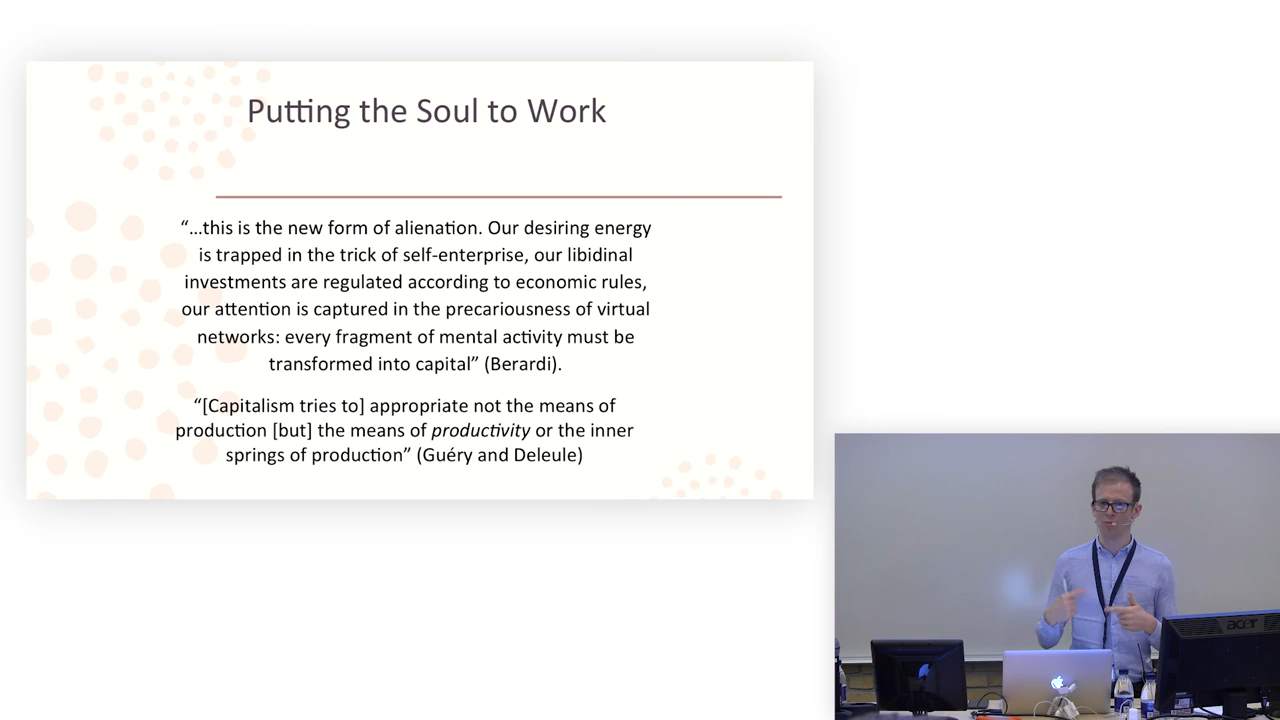 Putting the Soul to Work
“…this is the new form of alienation. Our desiring energy
is trapped in the trick of self-enterprise, our libidinal
investments are regulated according to economic rules,
our attention is captured in the precariousness of virtual
networks: every fragment of mental activity must be
transformed into capital” (Berardi).
“[Capitalism tries to] appropriate not the means of
production [but] the means of productivity or the inner
springs of production” (Guéry and Deleule)
acer